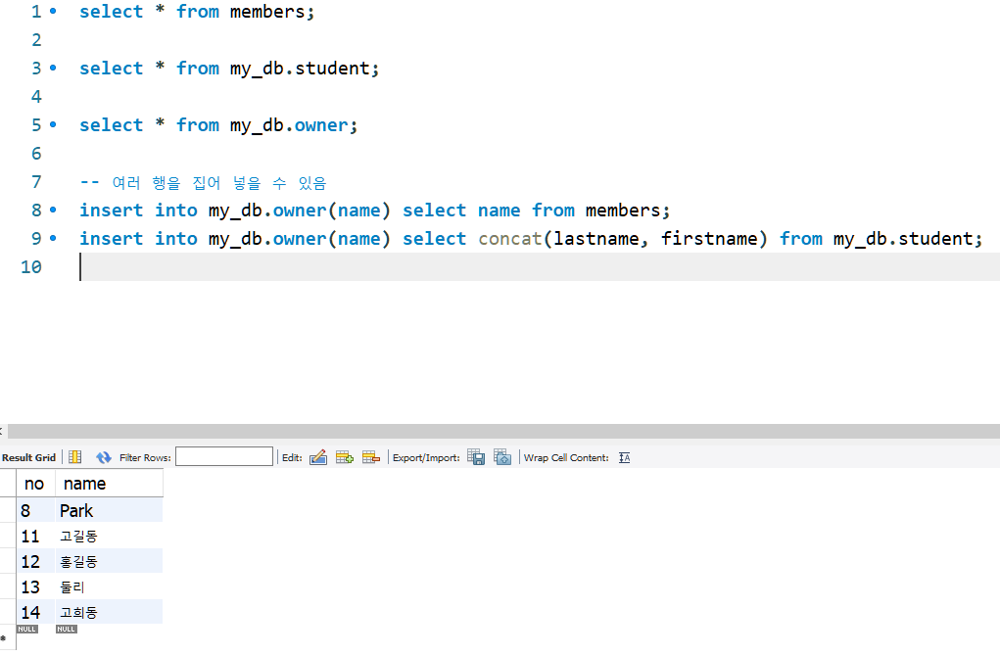 1 select * from members;
2
3 select * from my_db.student;
4
5 select * from my_db.owner;
6
7 -- 여러 행을 집어 넣을 수 있음
8 insert into my_db.owner(name) select name from members;
9 insert into my_db.owner(name) select concat(lastname, firstname) from my_db.student;
10
Result Grid Filter Rows: Edit: Export/Import: Wrap Cell Content: IA
no name
8 Park
11 고길동
12 홍길동
13 둘리
14 고희동
NULL NULL
*